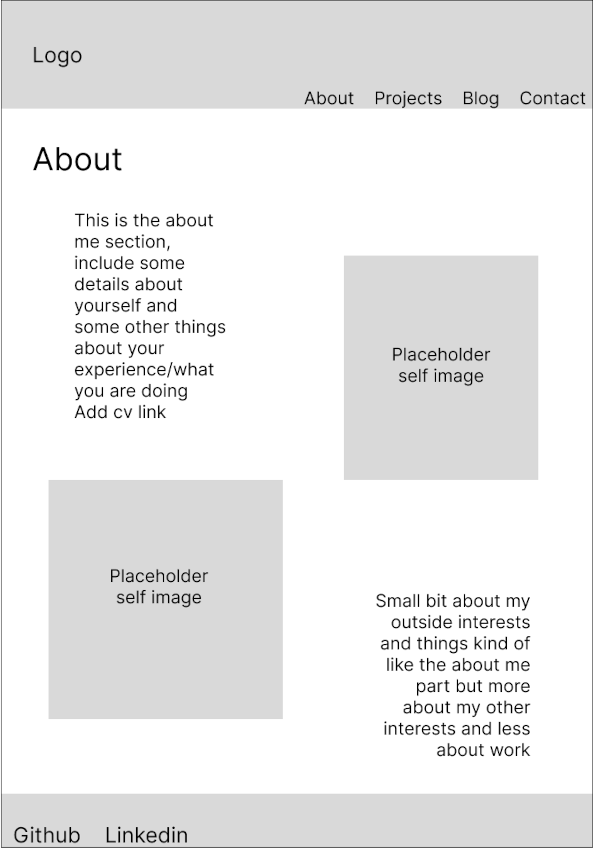 Logo
About Projects Blog Contact
About
This is the about
me section,
include some
details about
yourself and
some other things
about your
experience/what
you are doing
Add cv link
Placeholder
self image
Placeholder
self image
Small bit about my
outside interests
and things kind of
like the about me
part but more
about my other
interests and less
about work
Github Linkedin